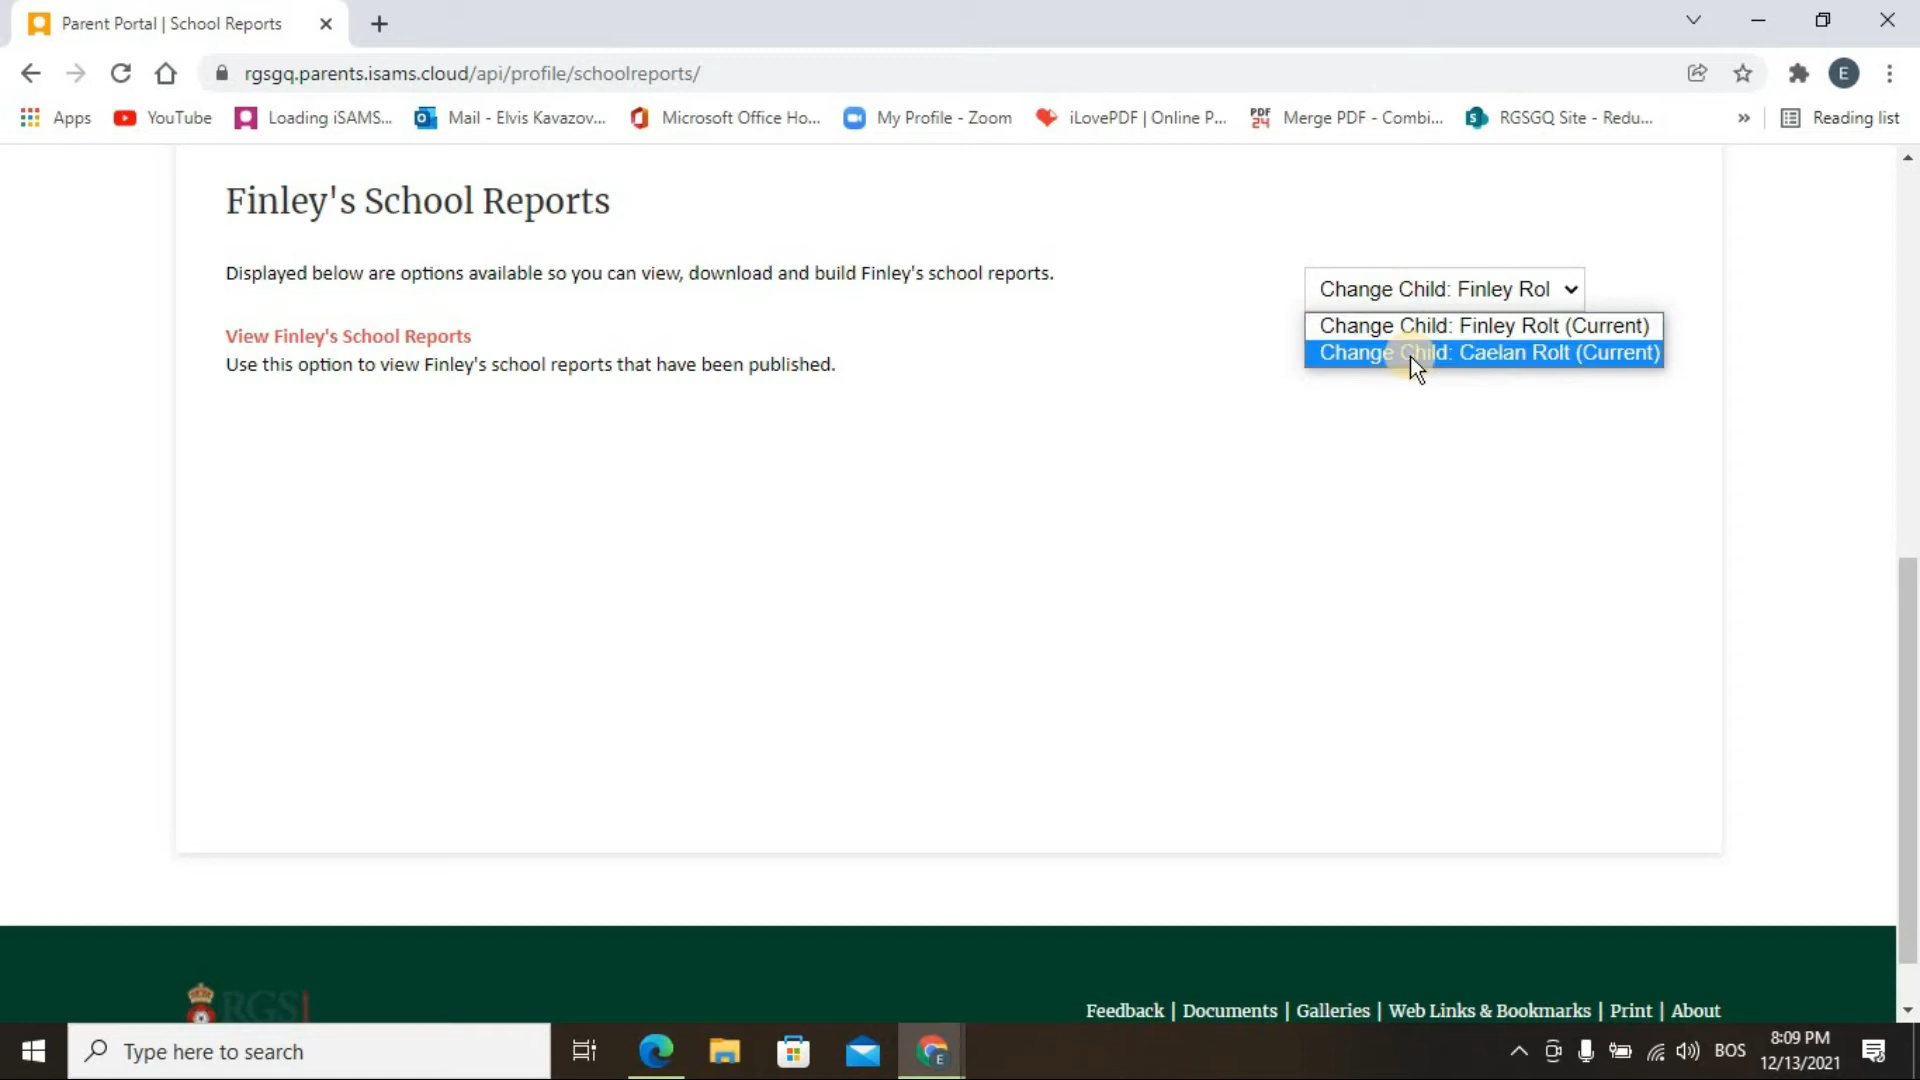 Parent Portal | School Reports
rgsgq.parents.isams.cloud/api/profile/schoolreports/
E
Apps
YouTube
Loading iSAMS...
Mail - Elvis Kavazov...
Microsoft Office Ho...
My Profile - Zoom
iLovePDF | Online P...
PDF
24
Merge PDF - Combi...
S
RGSGQ Site - Redu...
»
Reading list
Finley's School Reports
Displayed below are options available so you can view, download and build Finley's school reports.
Change Child: Finley Rol
Change Child: Finley Rolt (Current)
Change Child: Caelan Rolt (Current)
View Finley's School Reports
Use this option to view Finley's school reports that have been published.
RGS
Feedback | Documents | Galleries | Web Links & Bookmarks | Print | About
Type here to search
E
BOS
8:09 PM
12/13/2021